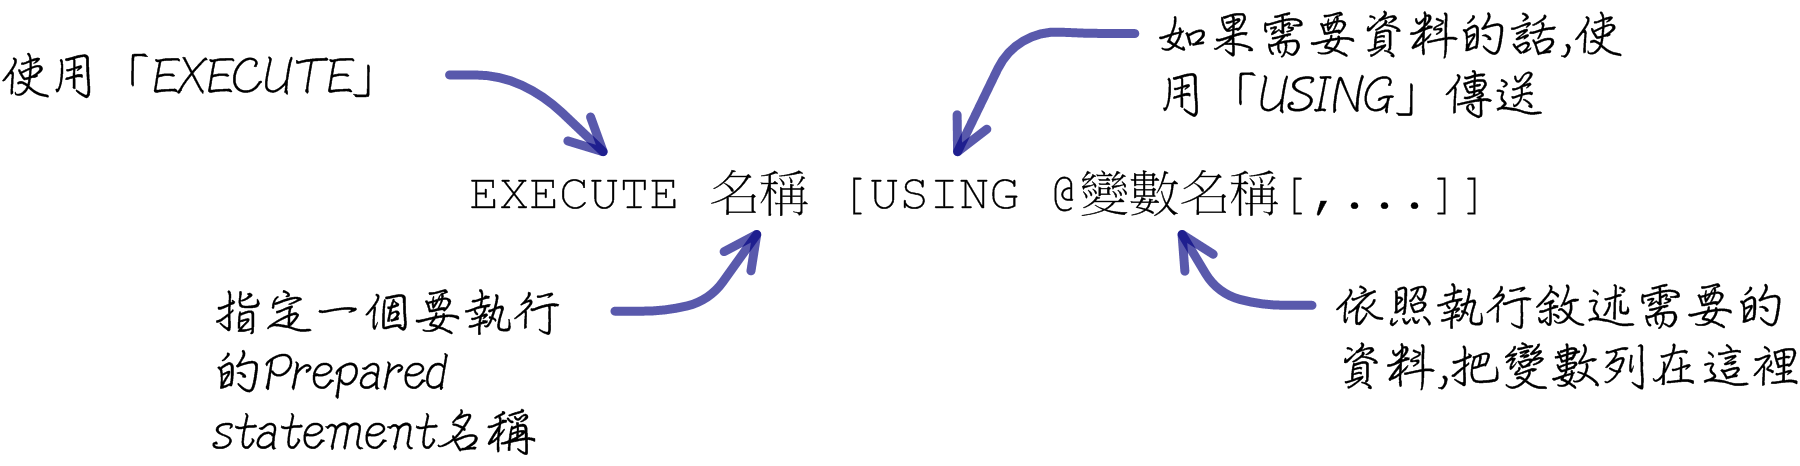 使用「EXECUTE」
如果需要資料的話,使
用「USING」傳送
EXECUTE 名稱 [USING @變數名稱[,...]]
指定一個要執行
的Prepared
statement名稱
依照執行敘述需要的
資料,把變數列在這裡